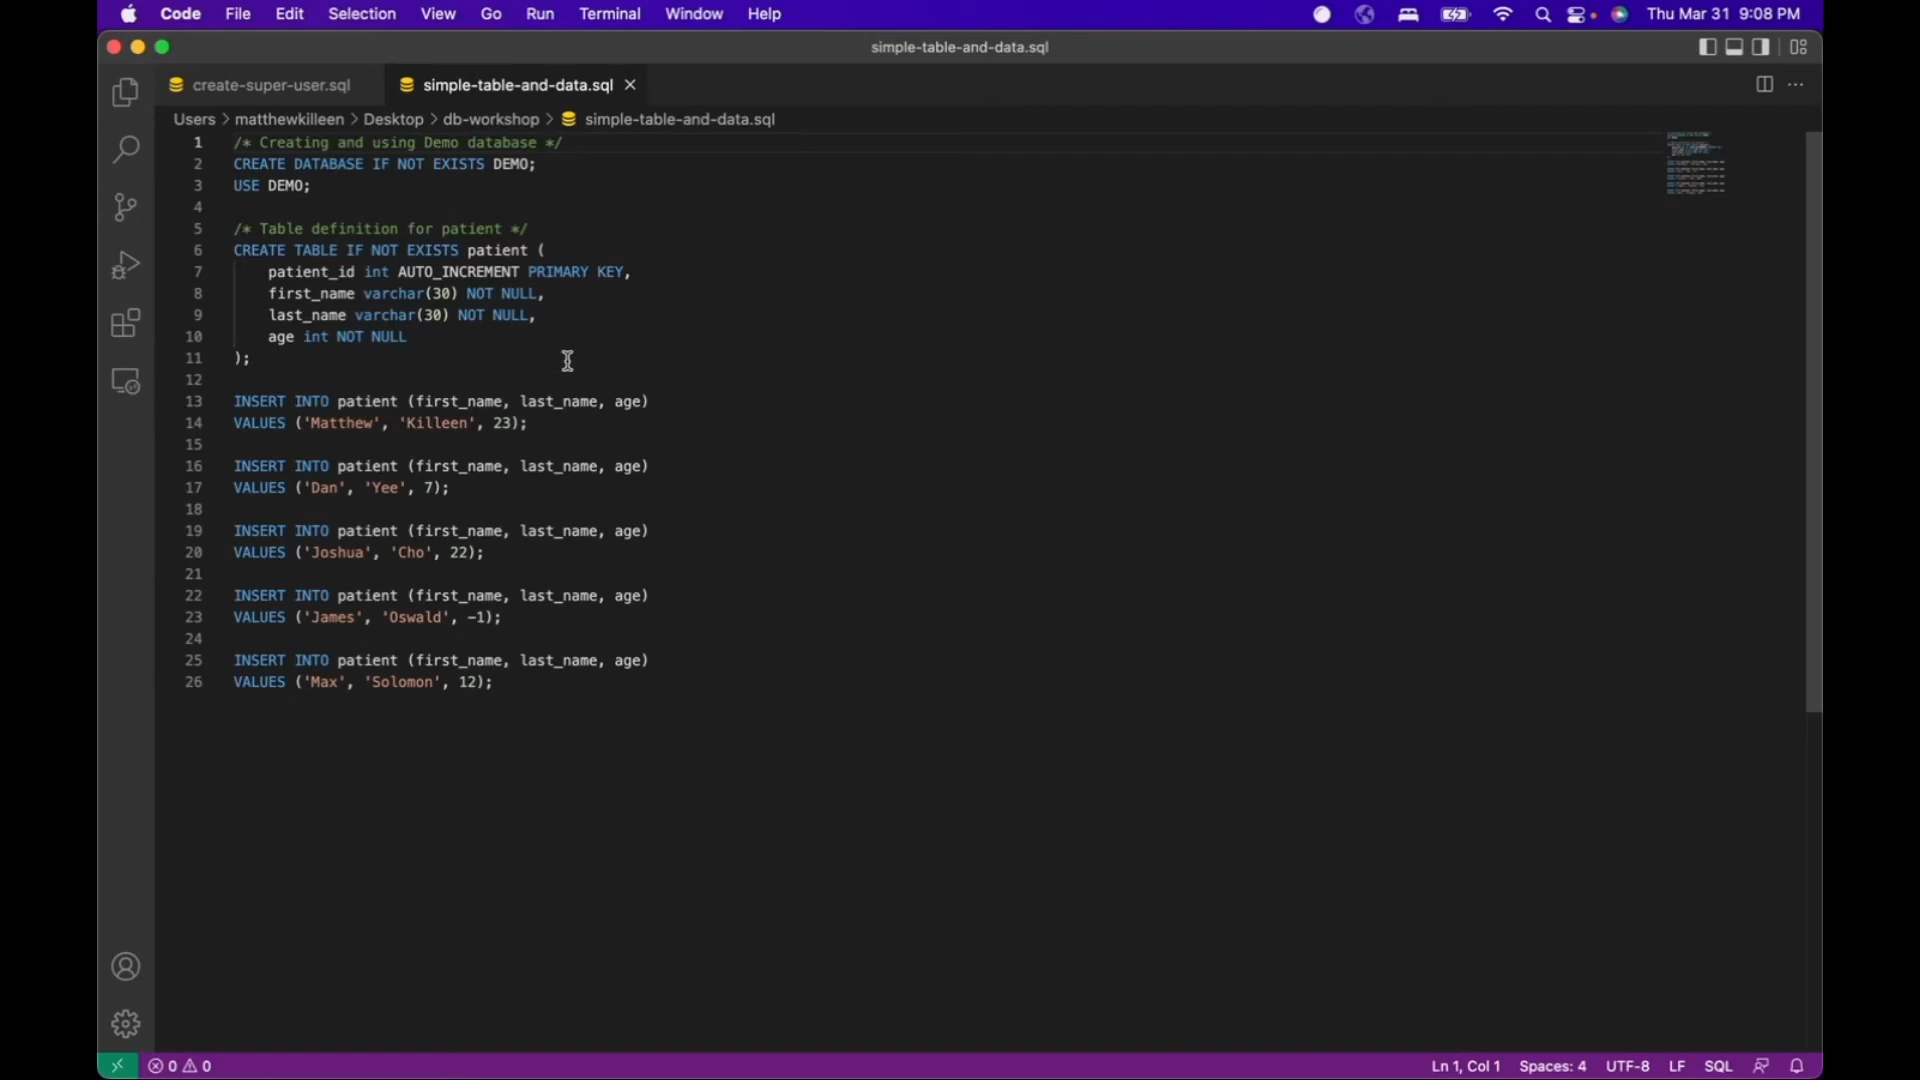 Code File Edit Selection View Go Run Terminal Window Help Thu Mar 31 9:08 PM
simple-table-and-data.sql
create-super-user.sql simple-table-and-data.sql
Users > matthewkilleen > Desktop > db-workshop > simple-table-and-data.sql
1 /* Creating and using Demo database */
2 CREATE DATABASE IF NOT EXISTS DEMO;
3 USE DEMO;
4
5 /* Table definition for patient */
6 CREATE TABLE IF NOT EXISTS patient (
7 patient_id int AUTO_INCREMENT PRIMARY KEY,
8 first_name varchar(30) NOT NULL,
9 last_name varchar(30) NOT NULL,
10 age int NOT NULL
11 );
12
13 INSERT INTO patient (first_name, last_name, age)
14 VALUES ('Matthew', 'Killeen', 23);
15
16 INSERT INTO patient (first_name, last_name, age)
17 VALUES ('Dan', 'Yee', 7);
18
19 INSERT INTO patient (first_name, last_name, age)
20 VALUES ('Joshua', 'Cho', 22);
21
22 INSERT INTO patient (first_name, last_name, age)
23 VALUES ('James', 'Oswald', -1);
24
25 INSERT INTO patient (first_name, last_name, age)
26 VALUES ('Max', 'Solomon', 12);
0 0 Ln 1, Col 1 Spaces: 4 UTF-8 LF SQL